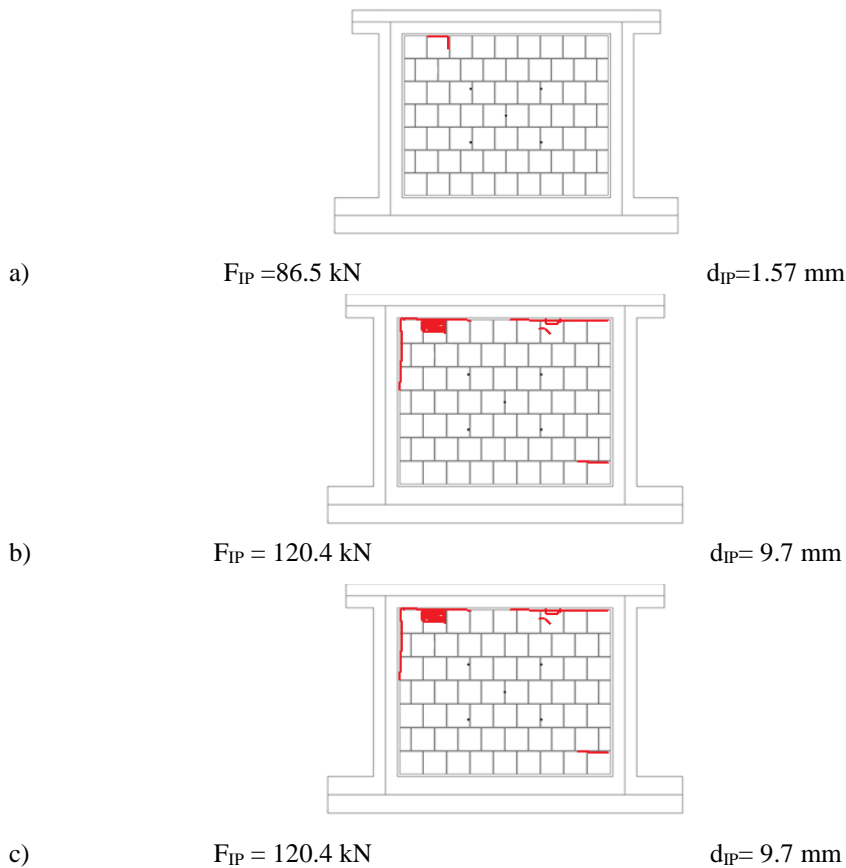 a) F_IP =86.5 kN d_IP=1.57 mm
b) F_IP = 120.4 kN d_IP= 9.7 mm
c) F_IP = 120.4 kN d_IP= 9.7 mm